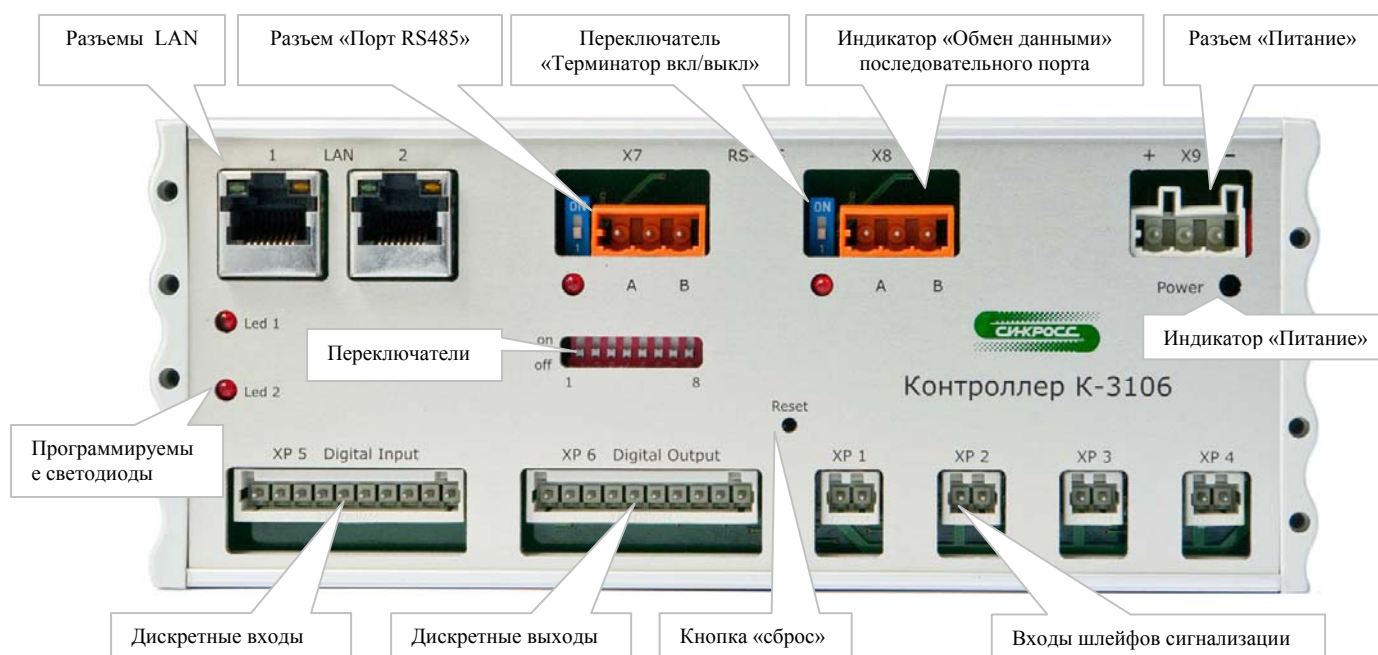 Разъемы LAN
Разъем «Порт RS485»
Переключатель
«Терминатор вкл/выкл»
Индикатор «Обмен данными»
последовательного порта
Разъем «Питание»
1 LAN 2
X7
X8
+ X9 -
ON
1
ON
1
A B
A B
Power
Led 1
Led 2
Переключатели
on
off
1 8
СИНКРОСС
Индикатор «Питание»
Контроллер К-3106
Reset
Программируемы
е светодиоды
XP 5 Digital Input
XP 6 Digital Output
XP 1
XP 2
XP 3
XP 4
Дискретные входы
Дискретные выходы
Кнопка «сброс»
Входы шлейфов сигнализации